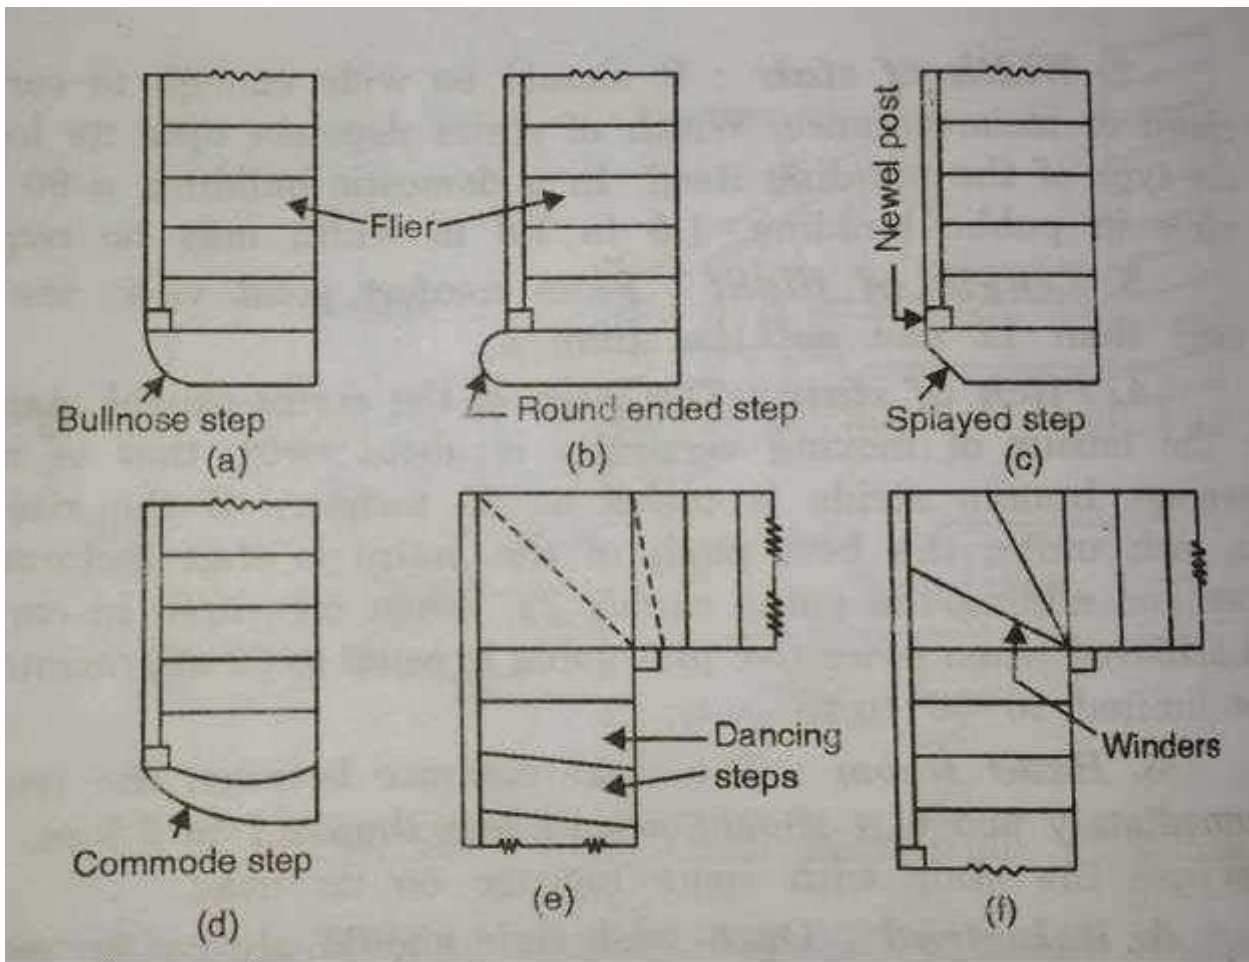 Flier
Newel post
Bullnose step
(a)
Round ended step
(b)
Splayed step
(c)
Commode step
(d)
Dancing
steps
(e)
Winders
(f)